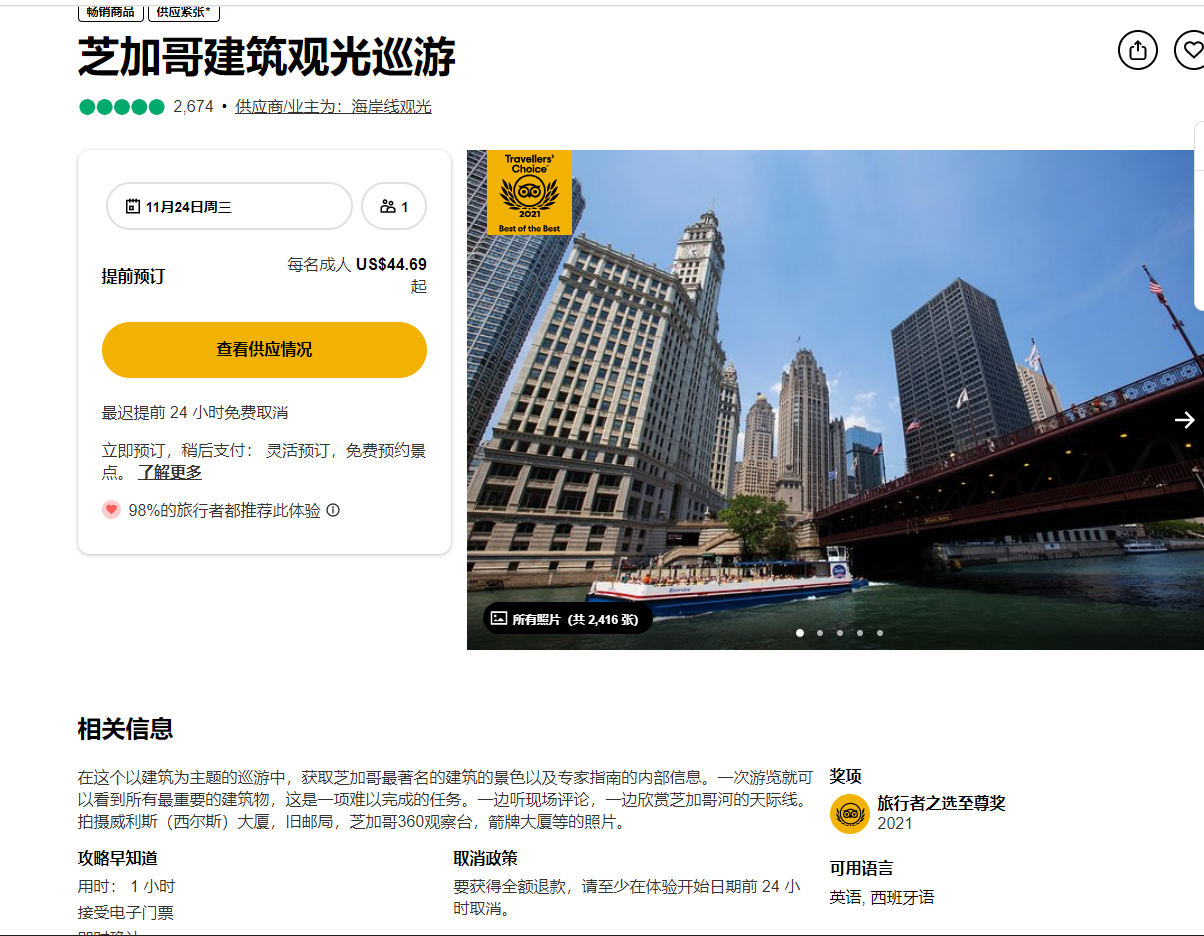 畅销商品 供应紧张*
芝加哥建筑观光巡游
2,674 • 供应商/业主为：海岸线观光
11月24日周三
1
提前预订
每名成人 US$44.69
起
查看供应情况
最迟提前 24 小时免费取消
立即预订，稍后支付： 灵活预订，免费预约景
点。 了解更多
98%的旅行者都推荐此体验
Travellers'
Choice
2021
Best of the Best
所有照片 (共 2,416 张)
相关信息
在这个以建筑为主题的巡游中，获取芝加哥最著名的建筑的景色以及专家指南的内部信息。一次游览就可
以看到所有最重要的建筑物，这是一项难以完成的任务。一边听现场评论，一边欣赏芝加哥河的天际线。
拍摄威利斯（西尔斯）大厦，旧邮局，芝加哥360观察台，箭牌大厦等的照片。
攻略早知道
用时： 1 小时
接受电子门票
取消政策
要获得全额退款，请至少在体验开始日期前 24 小
时取消。
奖项
旅行者之选至尊奖
2021
可用语言
英语, 西班牙语